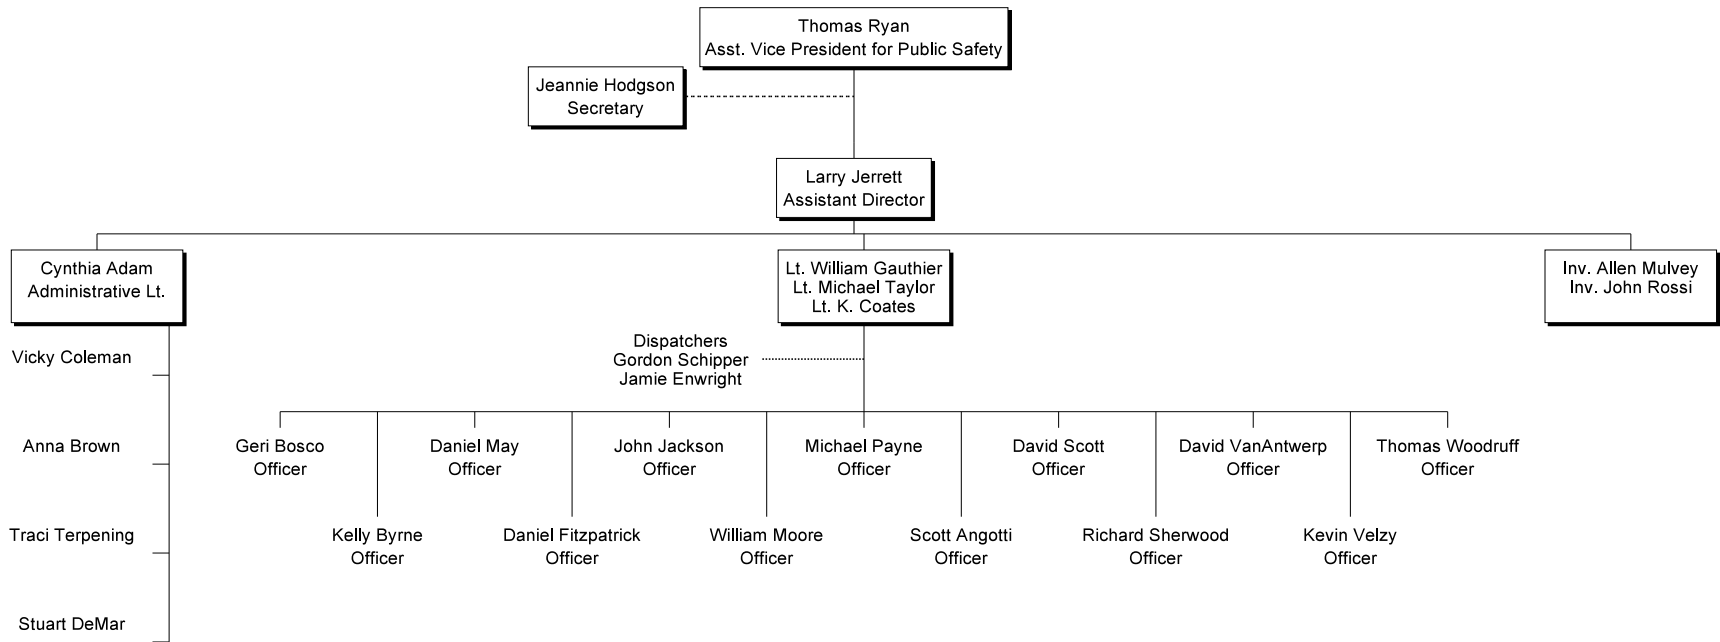 Thomas Ryan
Asst. Vice President for Public Safety
Jeannie Hodgson
Secretary
Larry Jerrett
Assistant Director
Cynthia Adam
Administrative Lt.
Lt. William Gauthier
Lt. Michael Taylor
Lt. K. Coates
Inv. Allen Mulvey
Inv. John Rossi
Dispatchers
Gordon Schipper
Jamie Enwright
Vicky Coleman
Anna Brown
Traci Terpening
Stuart DeMar
Geri Bosco
Officer
Kelly Byrne
Officer
Daniel May
Officer
Daniel Fitzpatrick
Officer
John Jackson
Officer
William Moore
Officer
Michael Payne
Officer
Scott Angotti
Officer
David Scott
Officer
Richard Sherwood
Officer
David VanAntwerp
Officer
Kevin Velzy
Officer
Thomas Woodruff
Officer